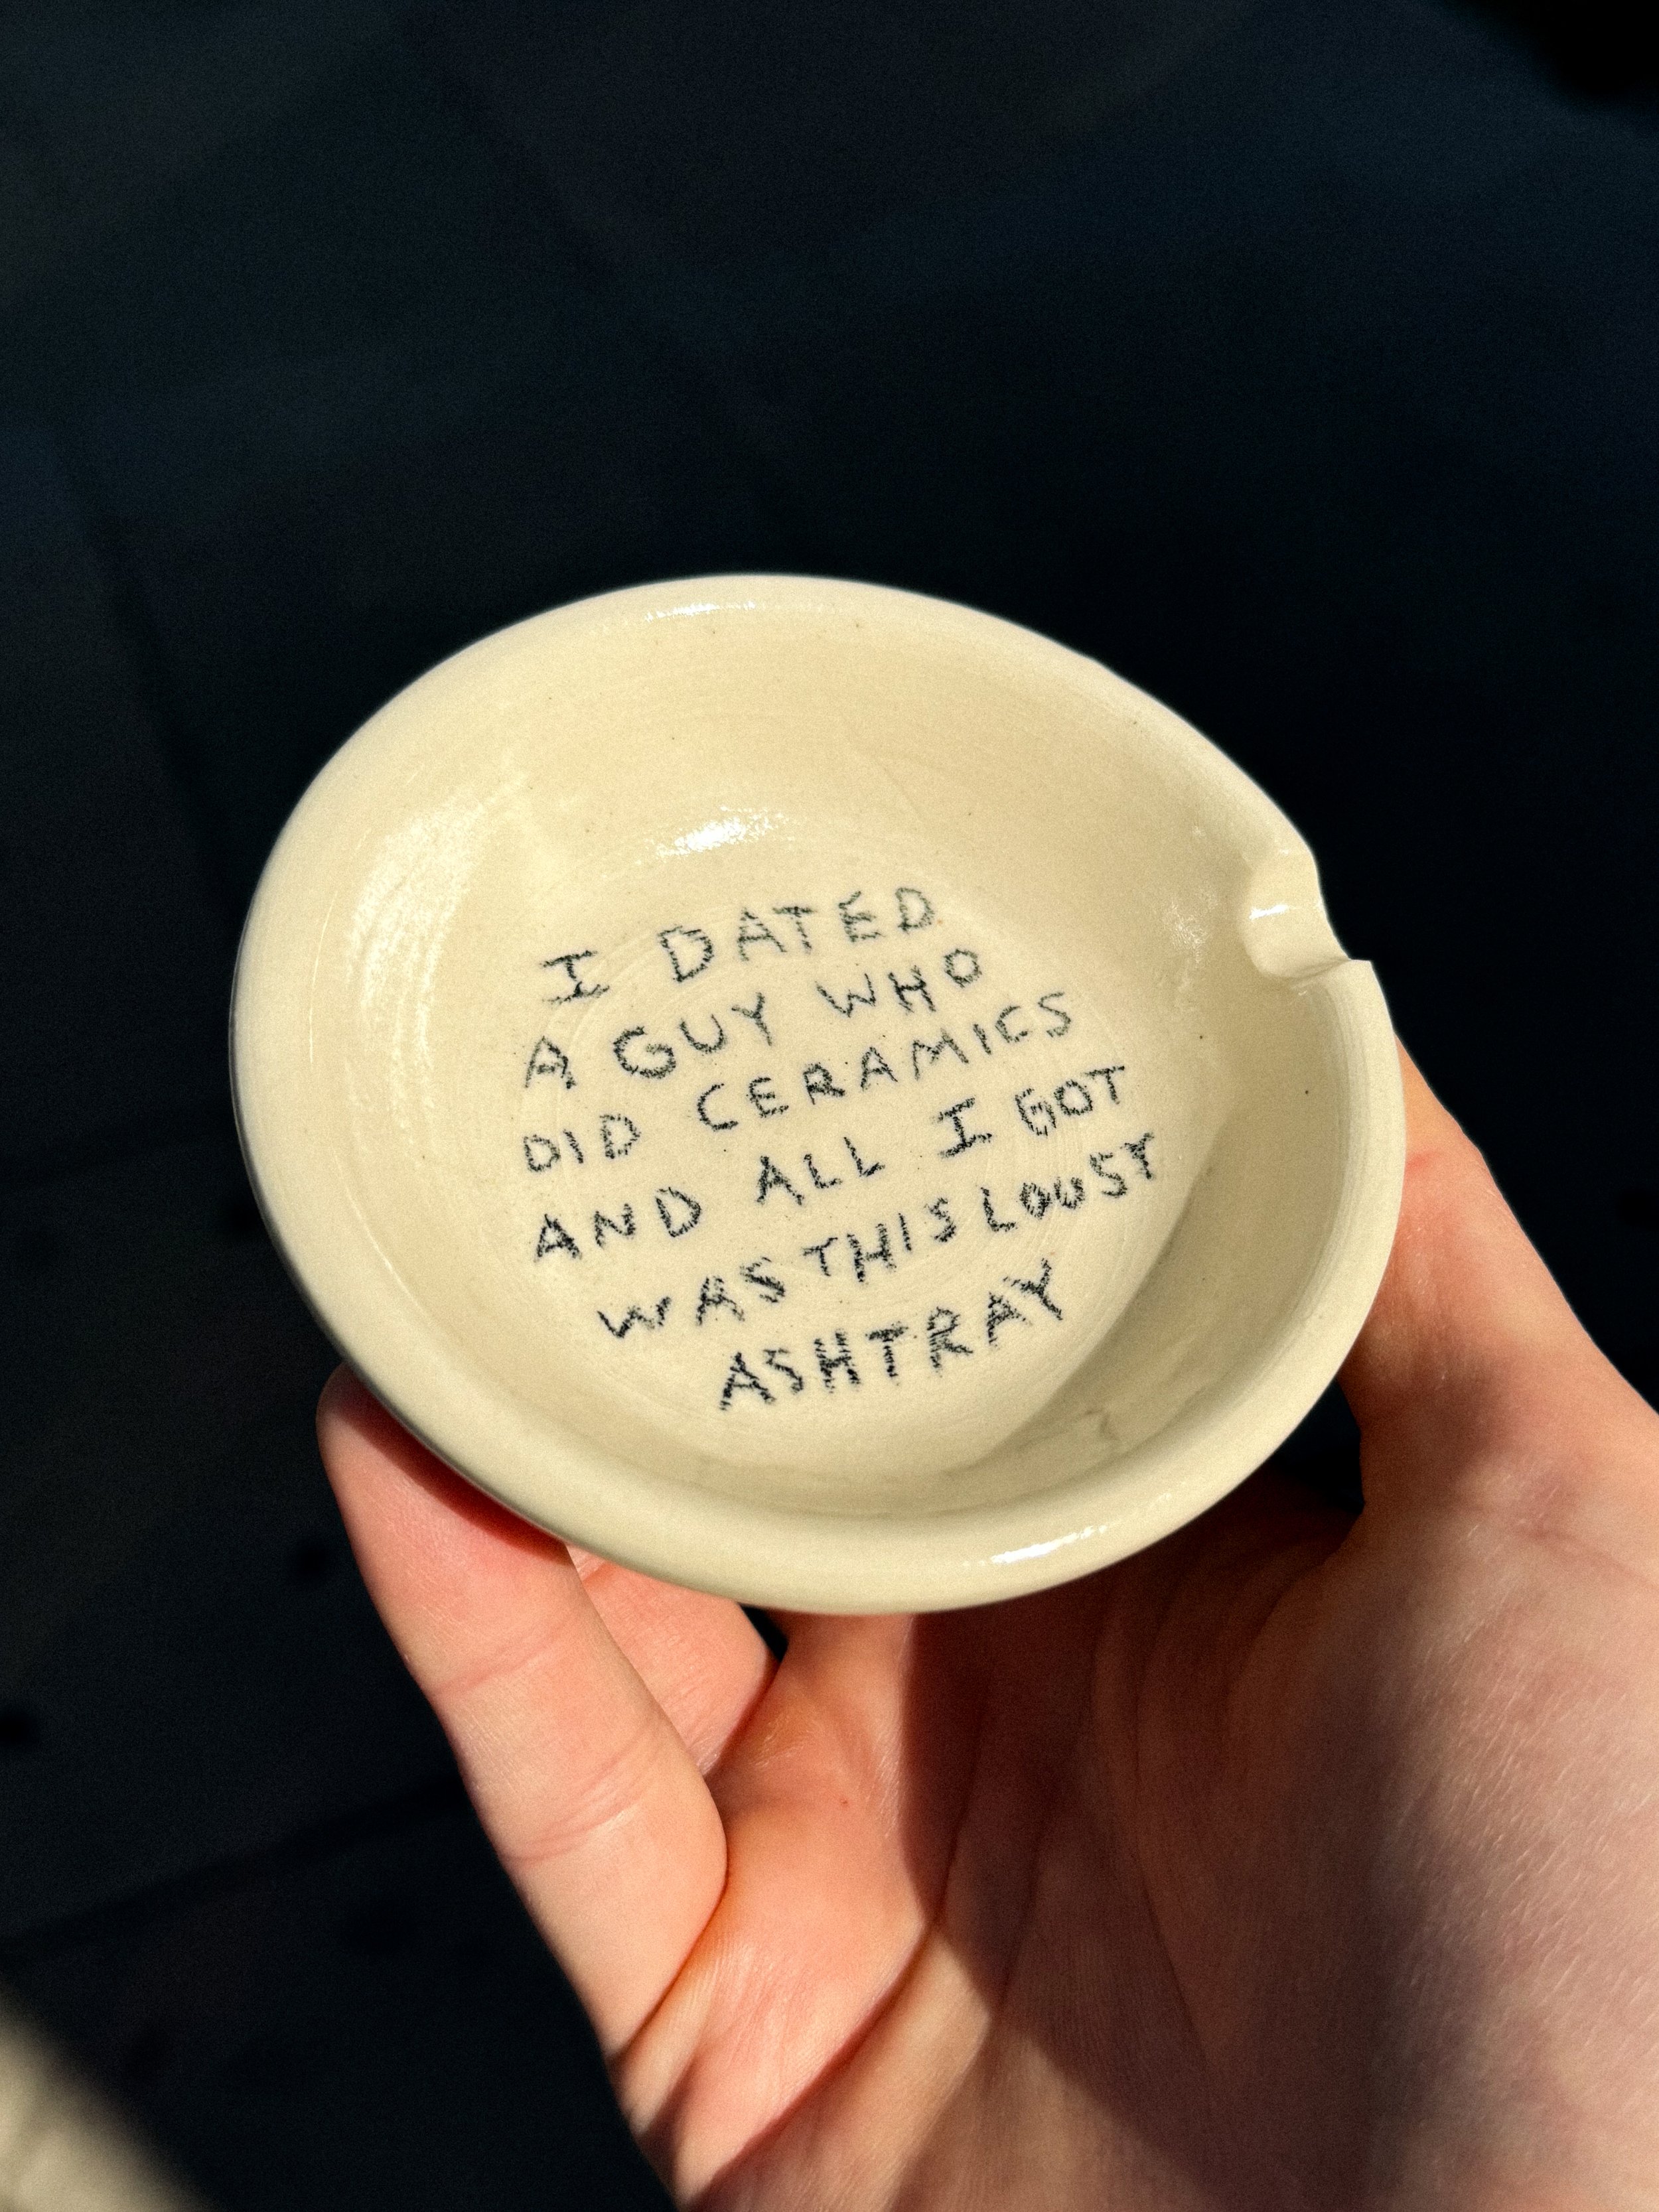 I DATED
A GUY WHO
DID CERAMICS
AND ALL I GOT
WAS THIS LOUSY
ASHTRAY